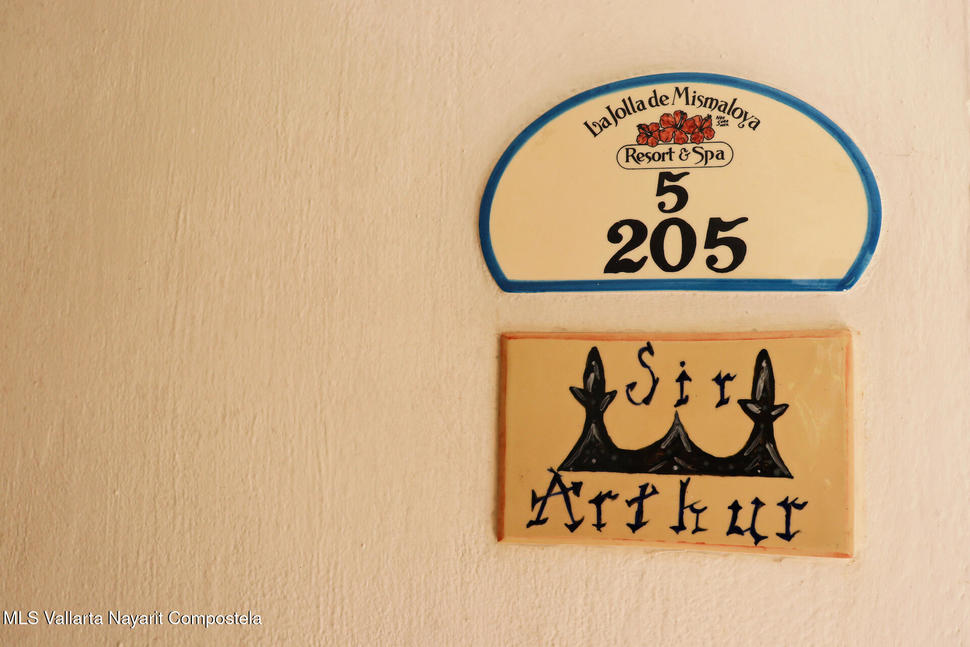 La Jolla de Mismaloya
Resort & Spa
5
205
Sir
Arthur
MLS Vallarta Nayarit Compostela